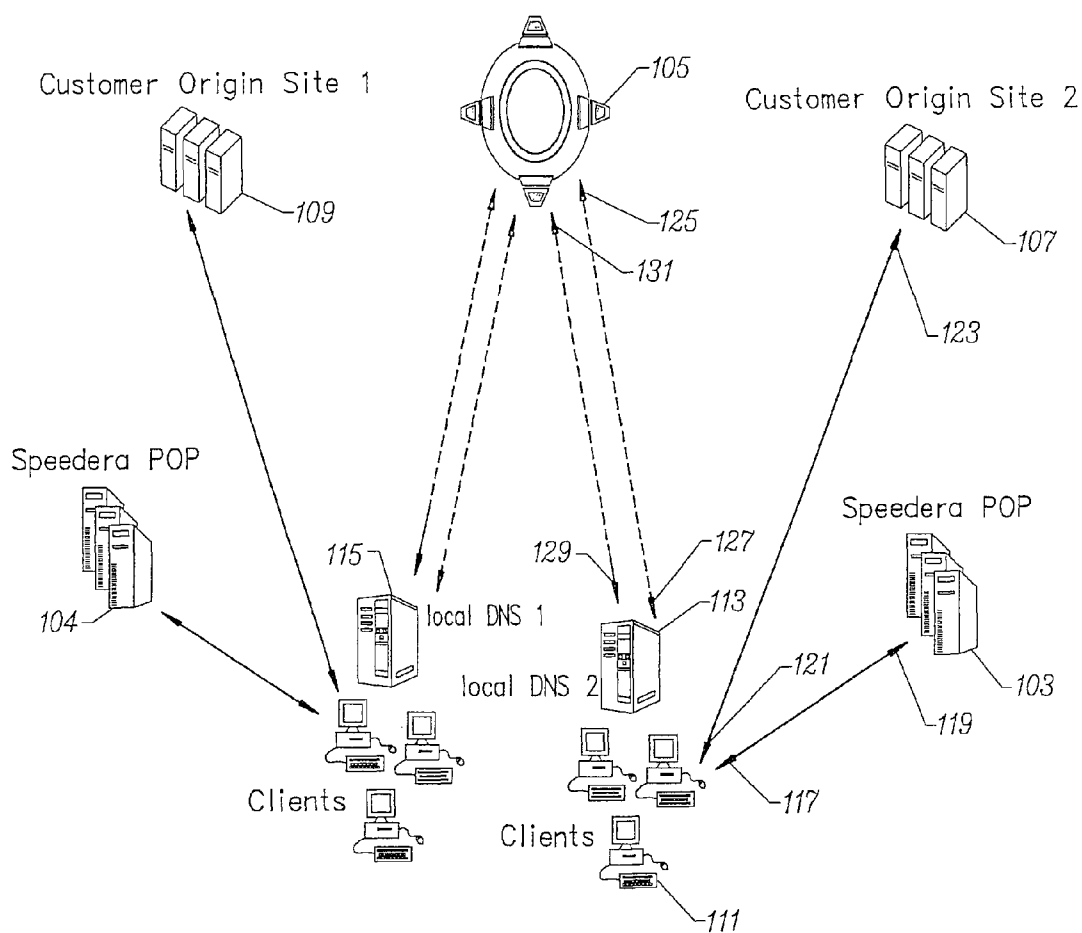 Customer Origin Site 1
105
Customer Origin Site 2
109
125
107
131
123
Speedera POP
Speedera POP
115
129
127
104
local DNS 1
113
local DNS 2
121
103
119
Clients
117
Clients
111